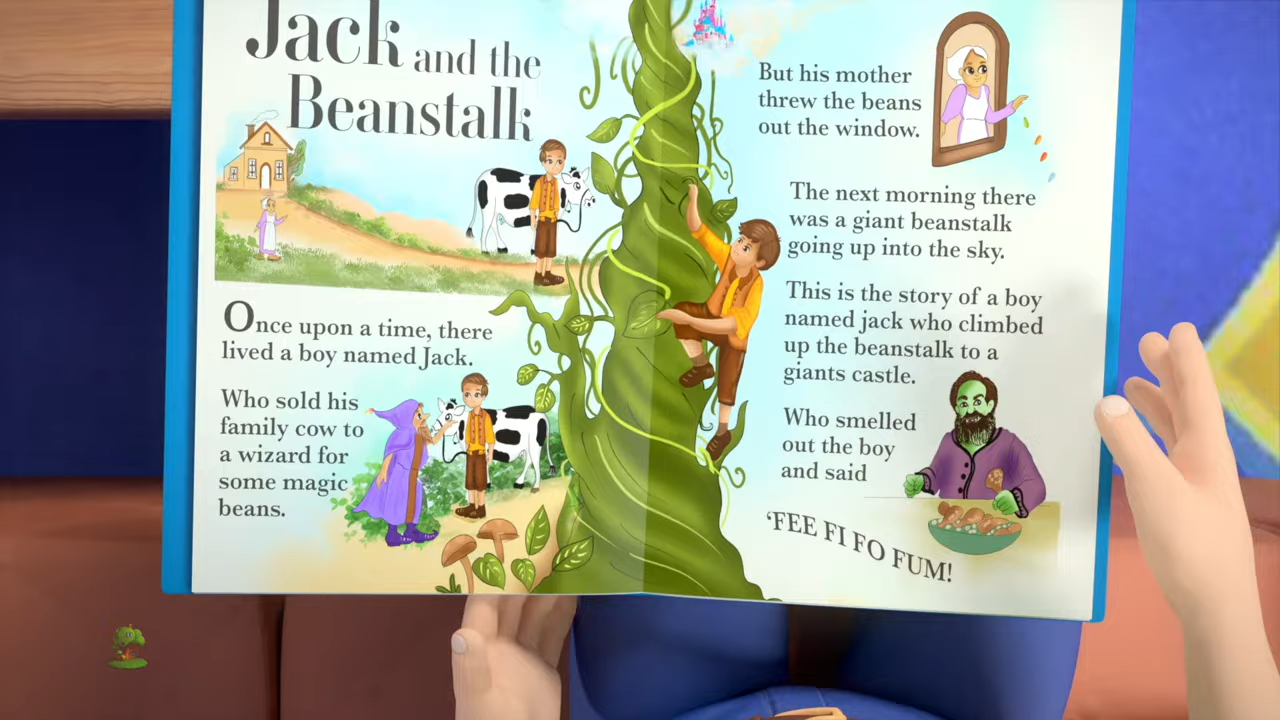 Jack and the
Beanstalk
Once upon a time, there
lived a boy named Jack.
Who sold his
family cow to
a wizard for
some magic
beans.
But his mother
threw the beans
out the window.
The next morning there
was a giant beanstalk
going up into the sky.
This is the story of a boy
named jack who climbed
up the beanstalk to a
giants castle.
Who smelled
out the boy
and said
‘FEE FI FO FUM!